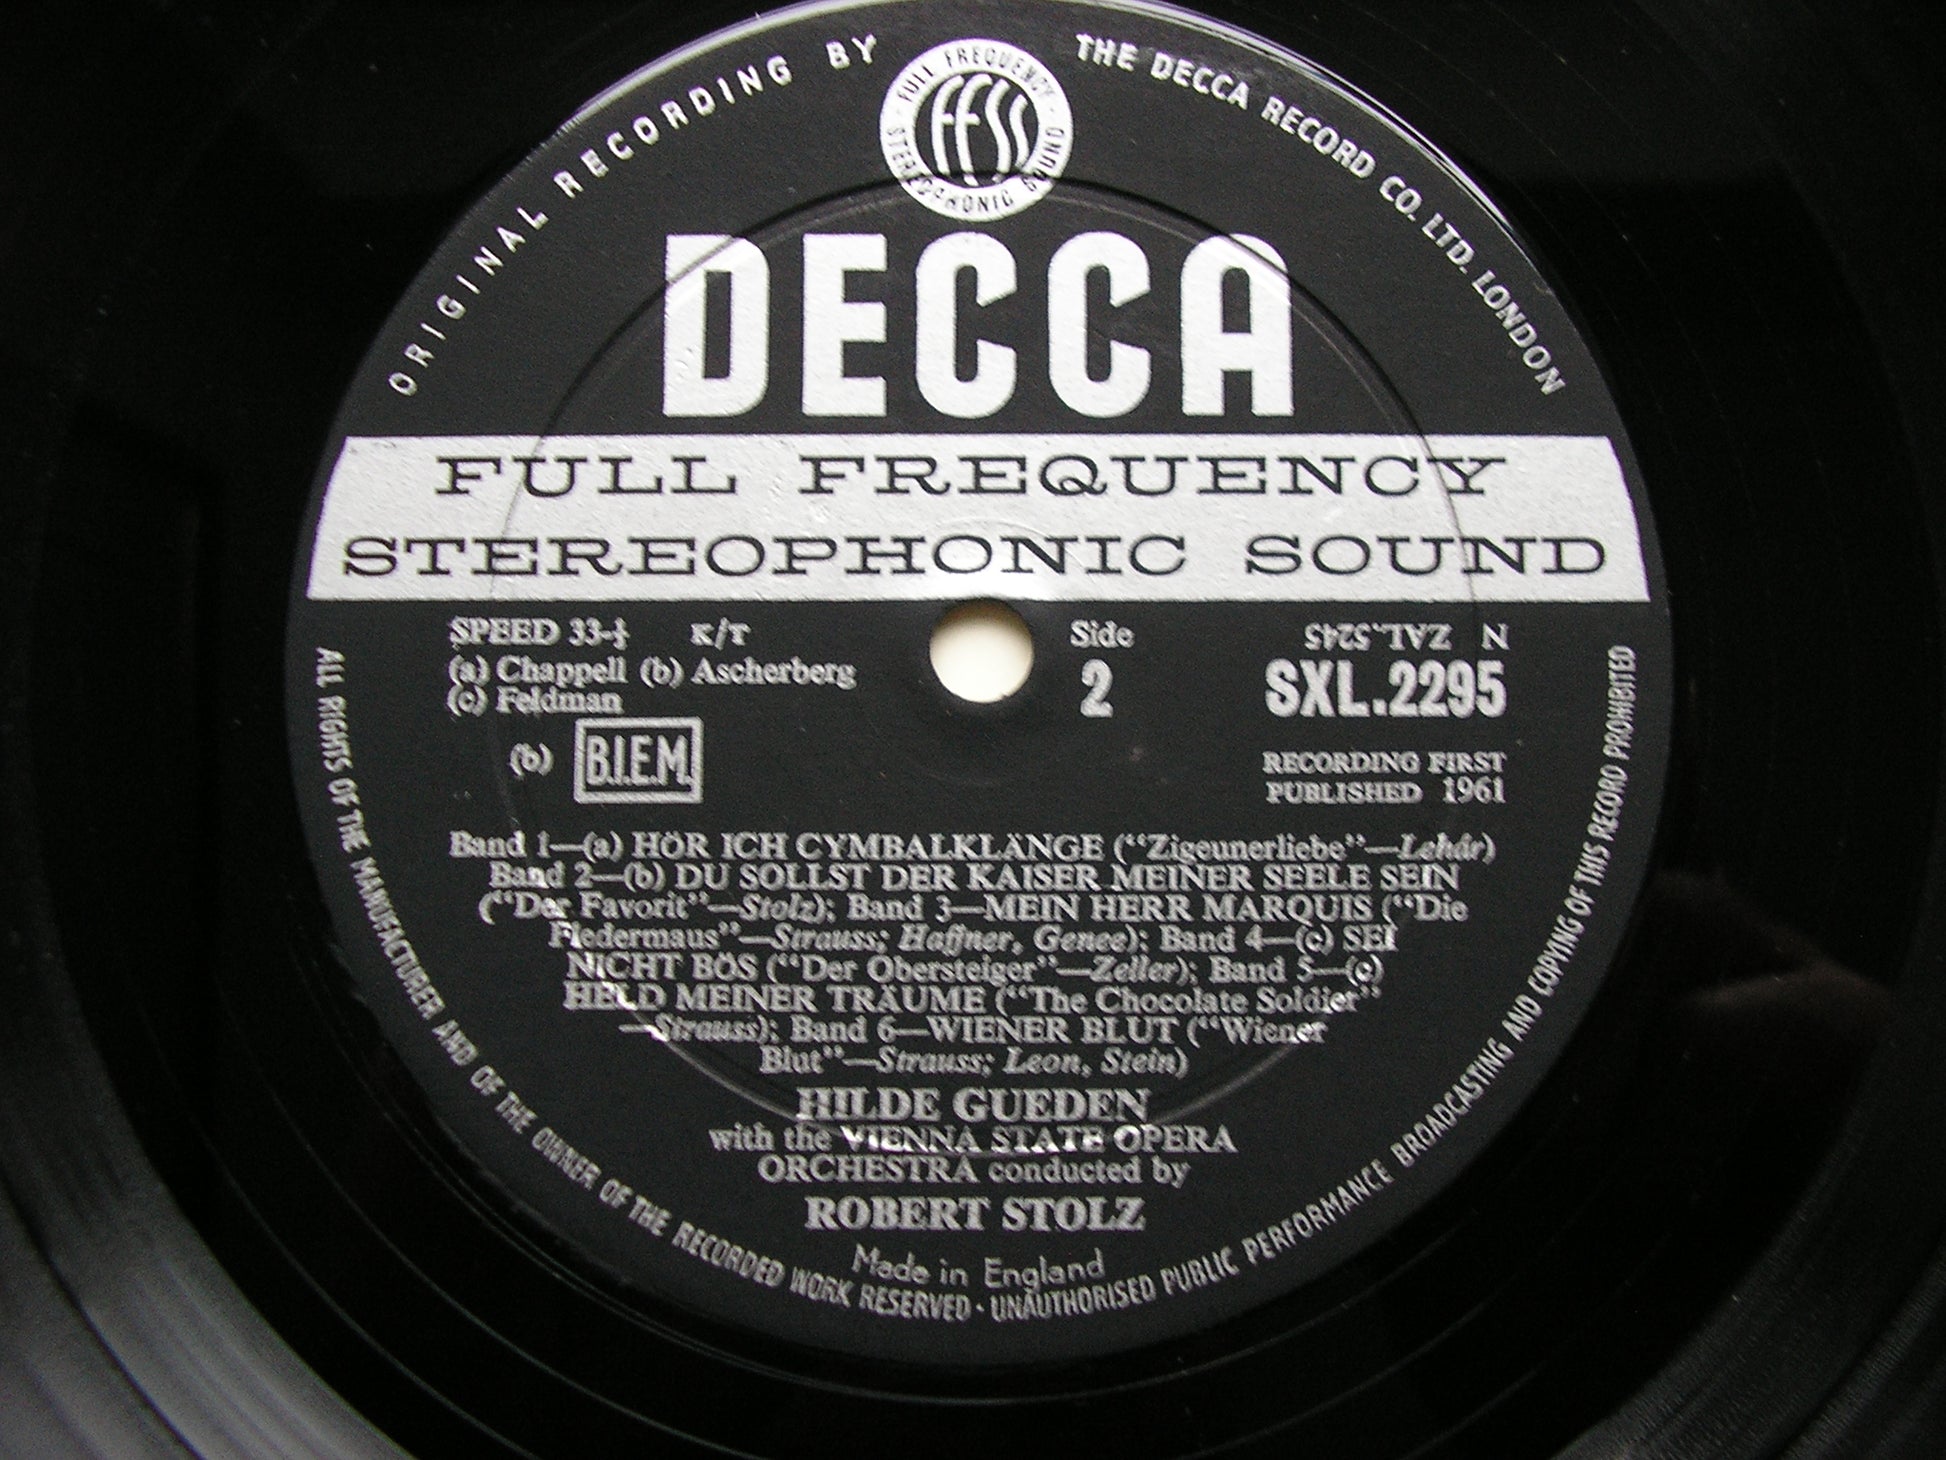 ORIGINAL RECORDING BY THE DECCA RECORD CO. LTD. LONDON
FULL FREQUENCY STEREOPHONIC SOUND
FFSS
DECCA
FULL FREQUENCY
STEREOPHONIC SOUND
SPEED 33-⅓ K/T
(a) Chappell (b) Ascherberg
(c) Feldman
(b) B.I.E.M.
Side
2
N ZAL.5245
SXL.2295
RECORDING FIRST
PUBLISHED 1961
Band 1—(a) HÖR ICH CYMBALKLÄNGE (“Zigeunerliebe”—Lehár)
Band 2—(b) DU SOLLST DER KAISER MEINER SEELE SEIN
(“Der Favorit”—Stolz); Band 3—MEIN HERR MARQUIS (“Die
Fledermaus”—Strauss; Haffner, Genee); Band 4—(c) SEI
NICHT BÖS (“Der Obersteiger”—Zeller); Band 5—(c)
HELD MEINER TRÄUME (“The Chocolate Soldier”
—Strauss); Band 6—WIENER BLUT (“Wiener
Blut”—Strauss; Leon, Stein)
HILDE GUEDEN
with the VIENNA STATE OPERA
ORCHESTRA conducted by
ROBERT STOLZ
Made in England
ALL RIGHTS OF THE MANUFACTURER AND OF THE OWNER OF THE RECORDED WORK RESERVED · UNAUTHORISED PUBLIC PERFORMANCE BROADCASTING AND COPYING OF THIS RECORD PROHIBITED